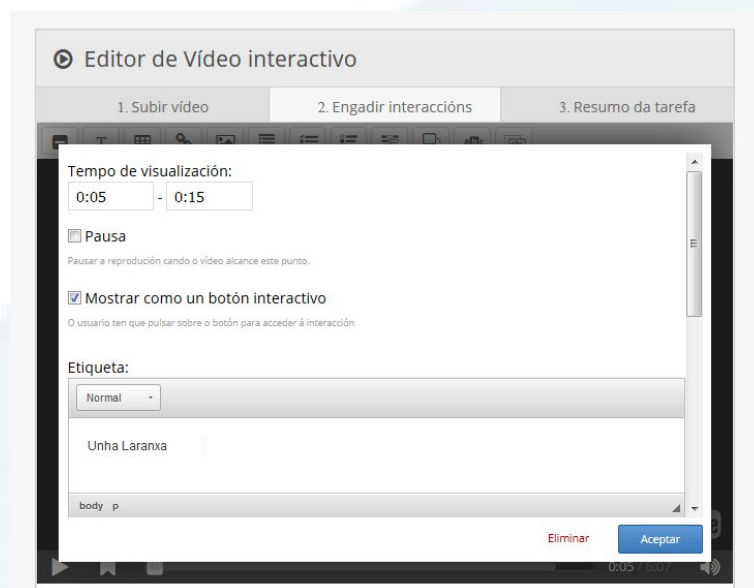 Editor de Vídeo interactivo
1. Subir vídeo
2. Engadir interaccións
3. Resumo da tarefa
Tempo de visualización:
0:05 - 0:15
Pausa
Pausar a reprodución cando o vídeo alcance este punto.
Mostrar como un botón interactivo
O usuario ten que pulsar sobre o botón para acceder á interacción
Etiqueta:
Normal
Unha Laranxa
body p
Eliminar
Aceptar
0:05 / 6:07